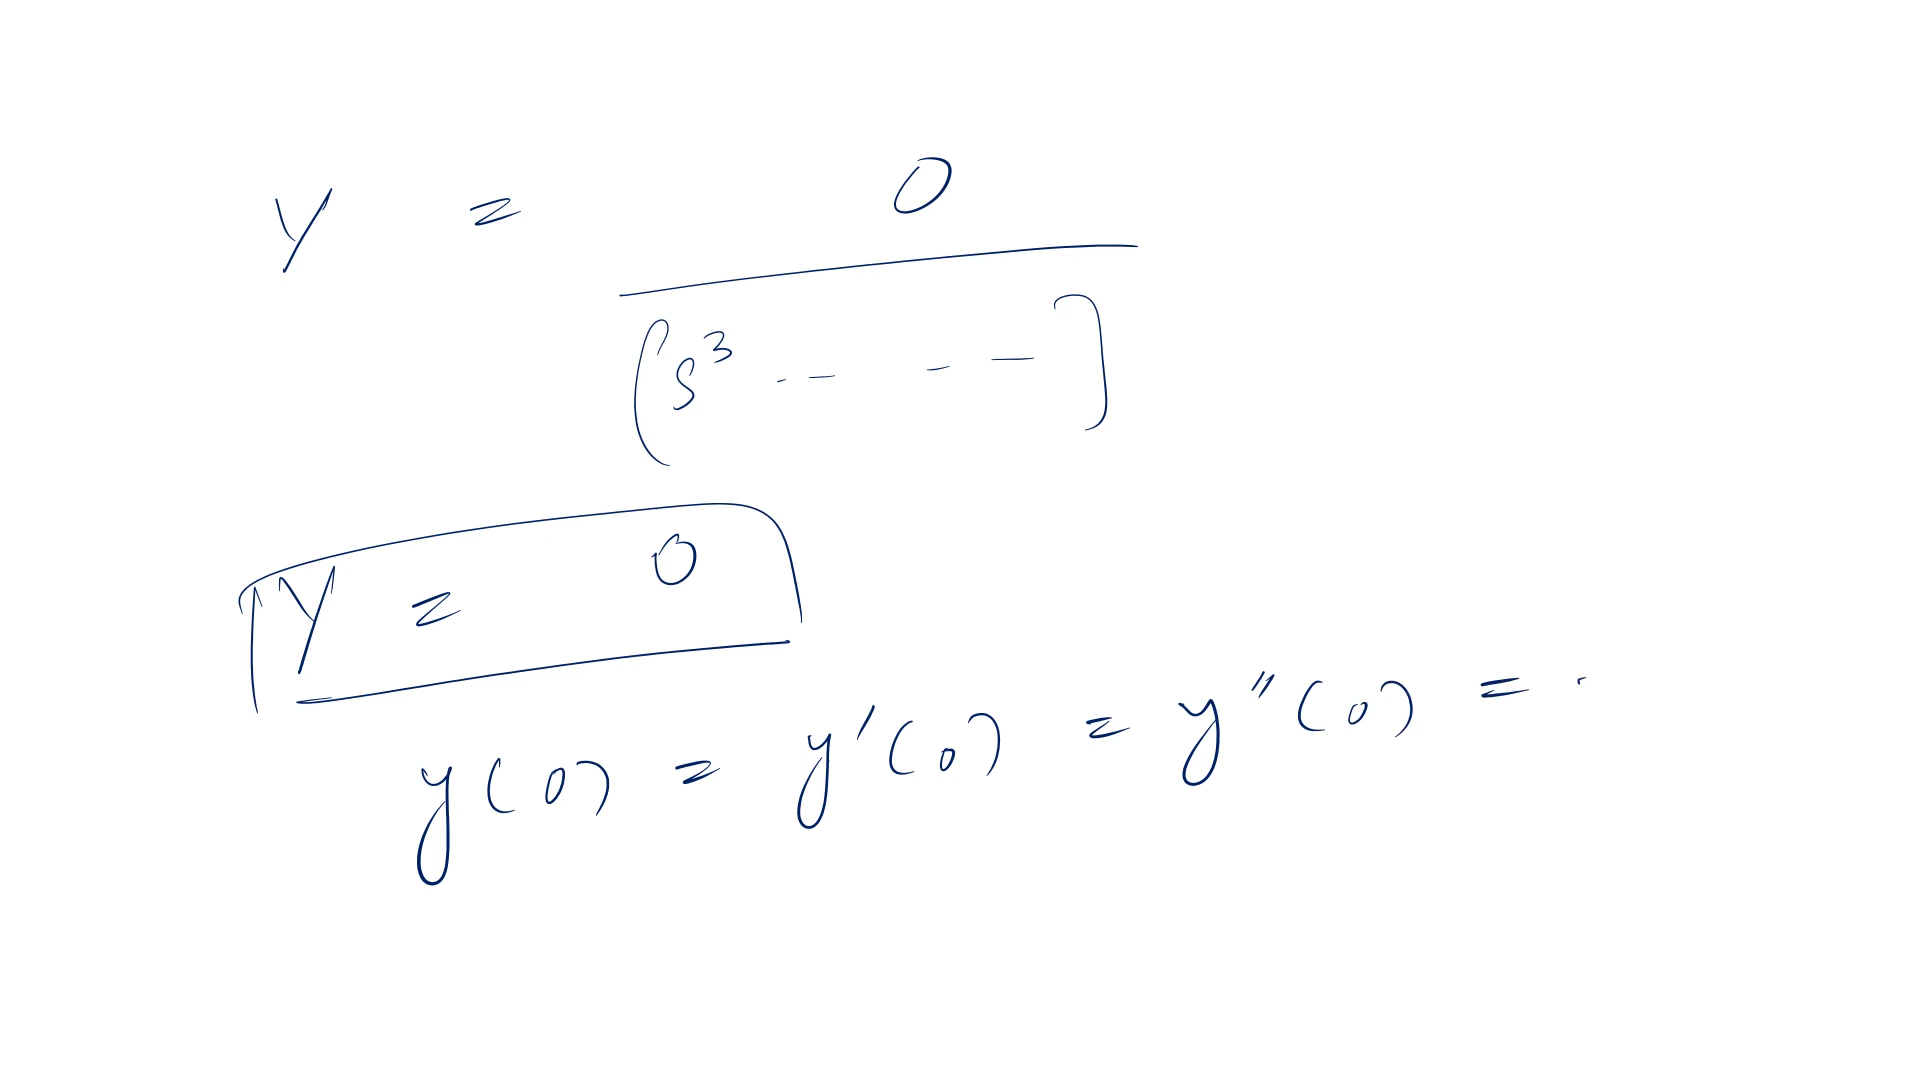 Y = 0
[s³ -- --]
Y = 0
y(0) = y'(0) = y''(0) =